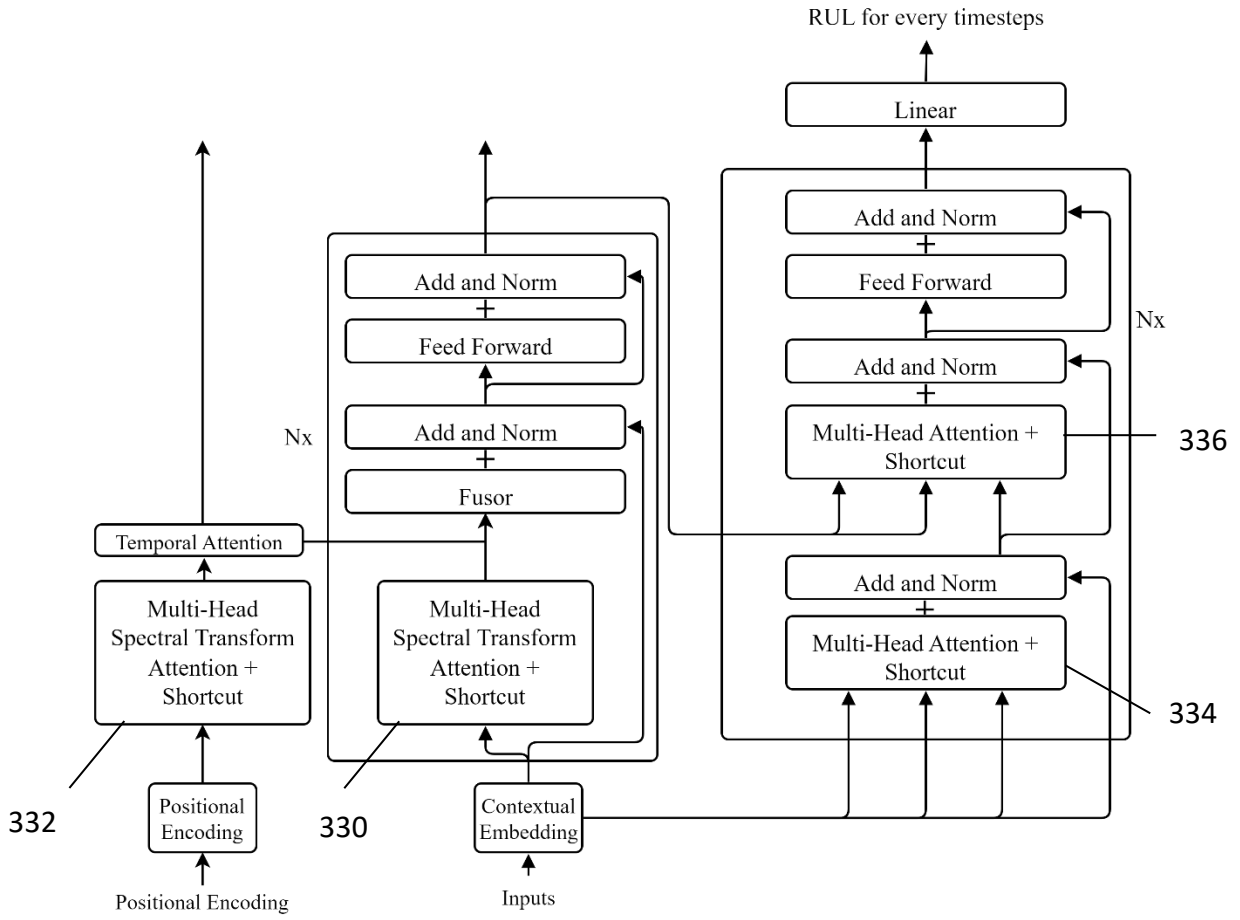 RUL for every timesteps
Linear
Add and Norm
+
Feed Forward
Add and Norm
+
Multi-Head Attention +
Shortcut
336
Add and Norm
+
Multi-Head Attention +
Shortcut
334
Nx
Add and Norm
+
Feed Forward
Add and Norm
+
Fusor
Nx
Multi-Head
Spectral Transform
Attention +
Shortcut
330
Contextual
Embedding
Inputs
Temporal Attention
Multi-Head
Spectral Transform
Attention +
Shortcut
332
Positional
Encoding
Positional Encoding